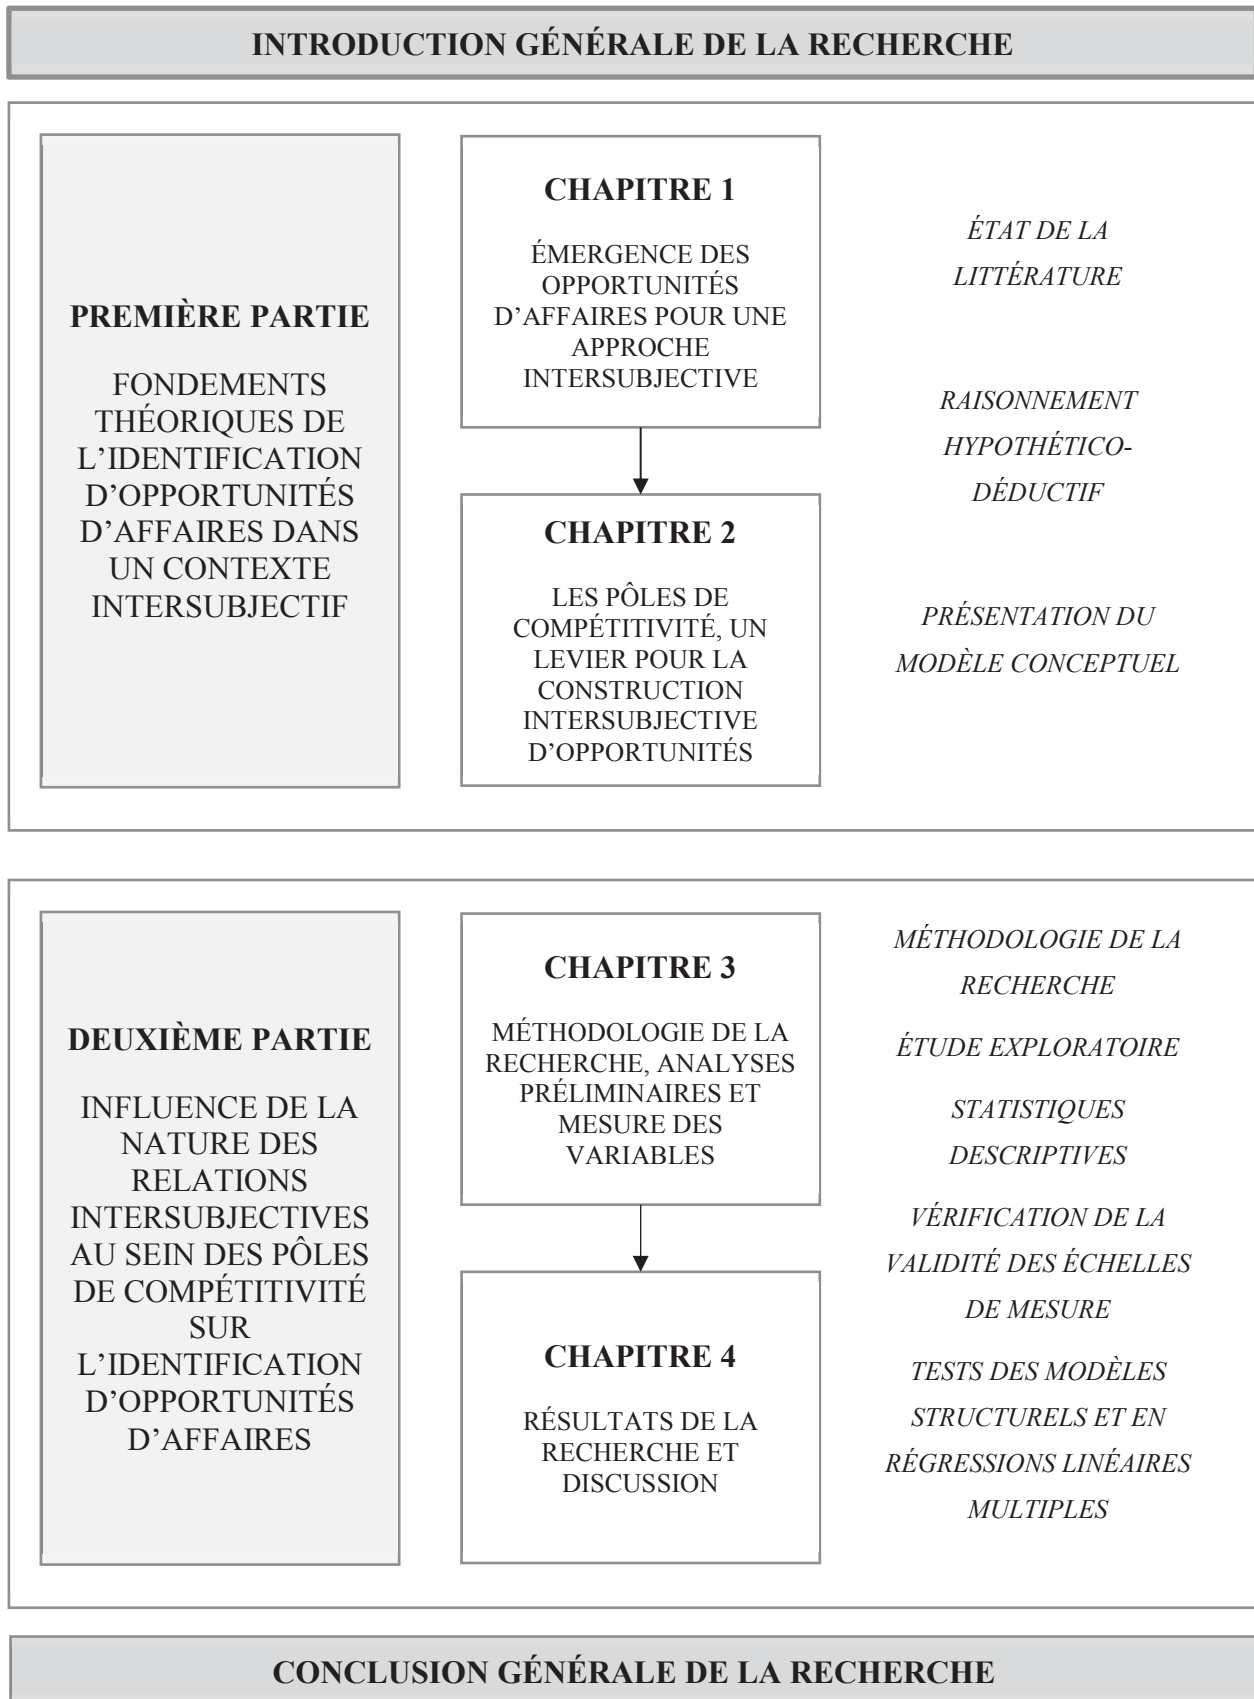 INTRODUCTION GÉNÉRALE DE LA RECHERCHE
PREMIÈRE PARTIE
FONDEMENTS
THÉORIQUES DE
L’IDENTIFICATION
D’OPPORTUNITÉS
D’AFFAIRES DANS
UN CONTEXTE
INTERSUBJECTIF
CHAPITRE 1
ÉMERGENCE DES
OPPORTUNITÉS
D’AFFAIRES POUR UNE
APPROCHE
INTERSUBJECTIVE
CHAPITRE 2
LES PÔLES DE
COMPÉTITIVITÉ, UN
LEVIER POUR LA
CONSTRUCTION
INTERSUBJECTIVE
D’OPPORTUNITÉS
ÉTAT DE LA
LITTÉRATURE
RAISONNEMENT
HYPOTHÉTICO-
DÉDUCTIF
PRÉSENTATION DU
MODÈLE CONCEPTUEL
DEUXIÈME PARTIE
INFLUENCE DE LA
NATURE DES
RELATIONS
INTERSUBJECTIVES
AU SEIN DES PÔLES
DE COMPÉTITIVITÉ
SUR
L’IDENTIFICATION
D’OPPORTUNITÉS
D’AFFAIRES
CHAPITRE 3
MÉTHODOLOGIE DE LA
RECHERCHE, ANALYSES
PRÉLIMINAIRES ET
MESURE DES
VARIABLES
CHAPITRE 4
RÉSULTATS DE LA
RECHERCHE ET
DISCUSSION
MÉTHODOLOGIE DE LA
RECHERCHE
ÉTUDE EXPLORATOIRE
STATISTIQUES
DESCRIPTIVES
VÉRIFICATION DE LA
VALIDITÉ DES ÉCHELLES
DE MESURE
TESTS DES MODÈLES
STRUCTURELS ET EN
RÉGRESSIONS LINÉAIRES
MULTIPLES
CONCLUSION GÉNÉRALE DE LA RECHERCHE